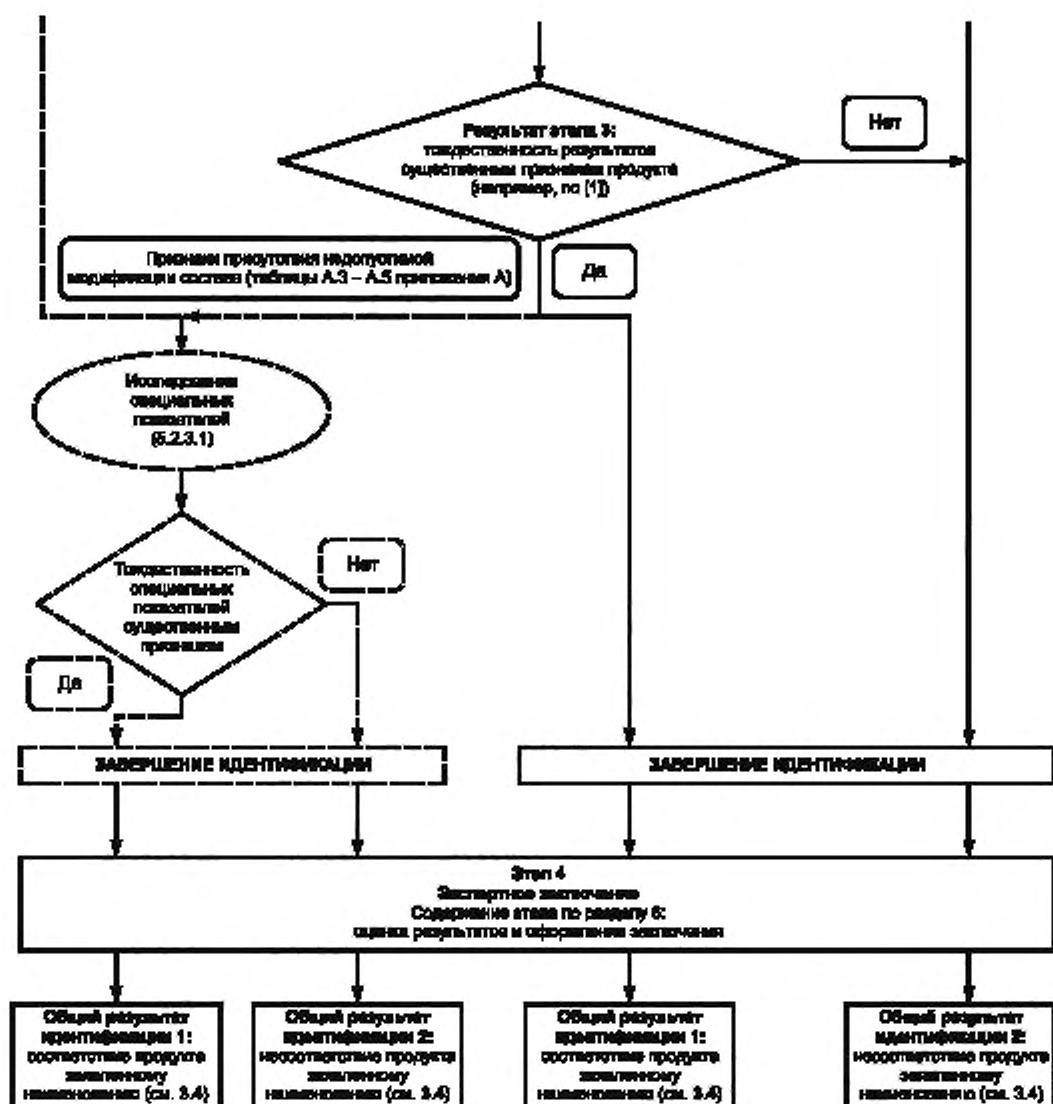 Результат этапа 3:
тождественность результатов
существенным признакам продукта
(например, по [1])
Нет
Признаки присутствия недопустимой
модификации состава (таблицы А.3 – А.5 приложения А)
Да
Исследование
специальных
показателей
(5.2.3.1)
Тождественность
специальных
показателей
существенным
признакам
Нет
Да
ЗАВЕРШЕНИЕ ИДЕНТИФИКАЦИИ
ЗАВЕРШЕНИЕ ИДЕНТИФИКАЦИИ
Этап 4
Экспертное заключение
Содержание этапа по разделу 6:
оценка результатов и оформление заключения
Общий результат
идентификации 1:
соответствие продукта
заявленному
наименованию (см. 3.4)
Общий результат
идентификации 2:
несоответствие продукта
заявленному
наименованию (см. 3.4)
Общий результат
идентификации 1:
соответствие продукта
заявленному
наименованию (см. 3.4)
Общий результат
идентификации 2:
несоответствие продукта
заявленному
наименованию (см. 3.4)